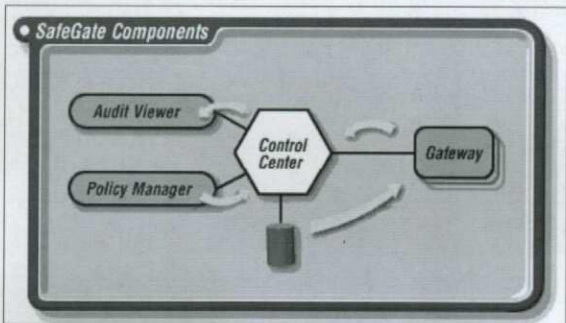 SafeGate Components
Audit Viewer
Control
Center
Gateway
Policy Manager